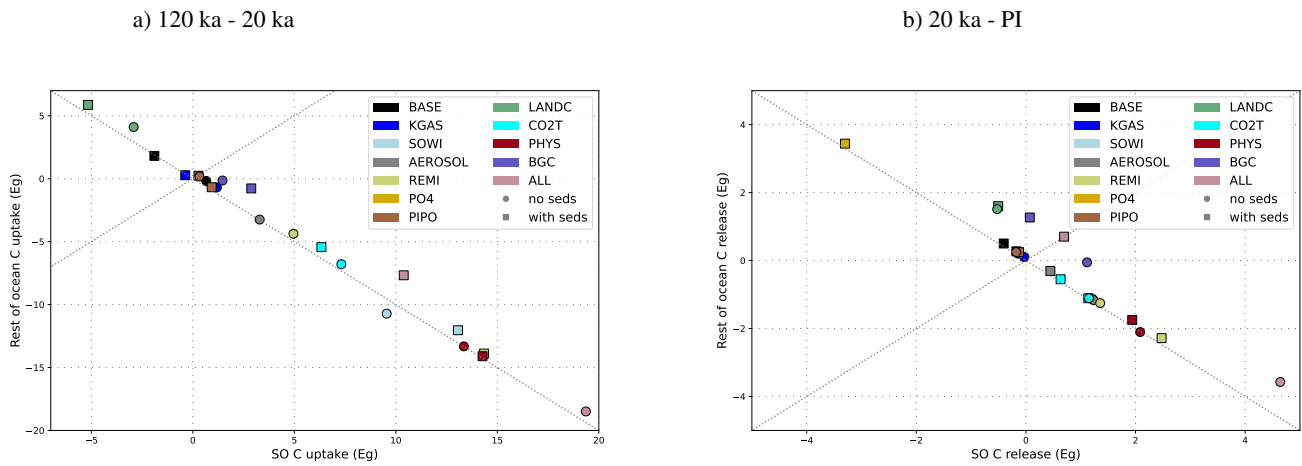 a) 120 ka - 20 ka
b) 20 ka - PI
Rest of ocean C uptake (Eg)
5
0
−5
−10
−15
−20
−5
0
5
10
15
20
SO C uptake (Eg)
BASE
KGAS
SOWI
AEROSOL
REMI
PO4
PIPO
LANDC
CO2T
PHYS
BGC
ALL
no seds
with seds
Rest of ocean C release (Eg)
4
2
0
−2
−4
−4
−2
0
2
4
SO C release (Eg)
BASE
KGAS
SOWI
AEROSOL
REMI
PO4
PIPO
LANDC
CO2T
PHYS
BGC
ALL
no seds
with seds